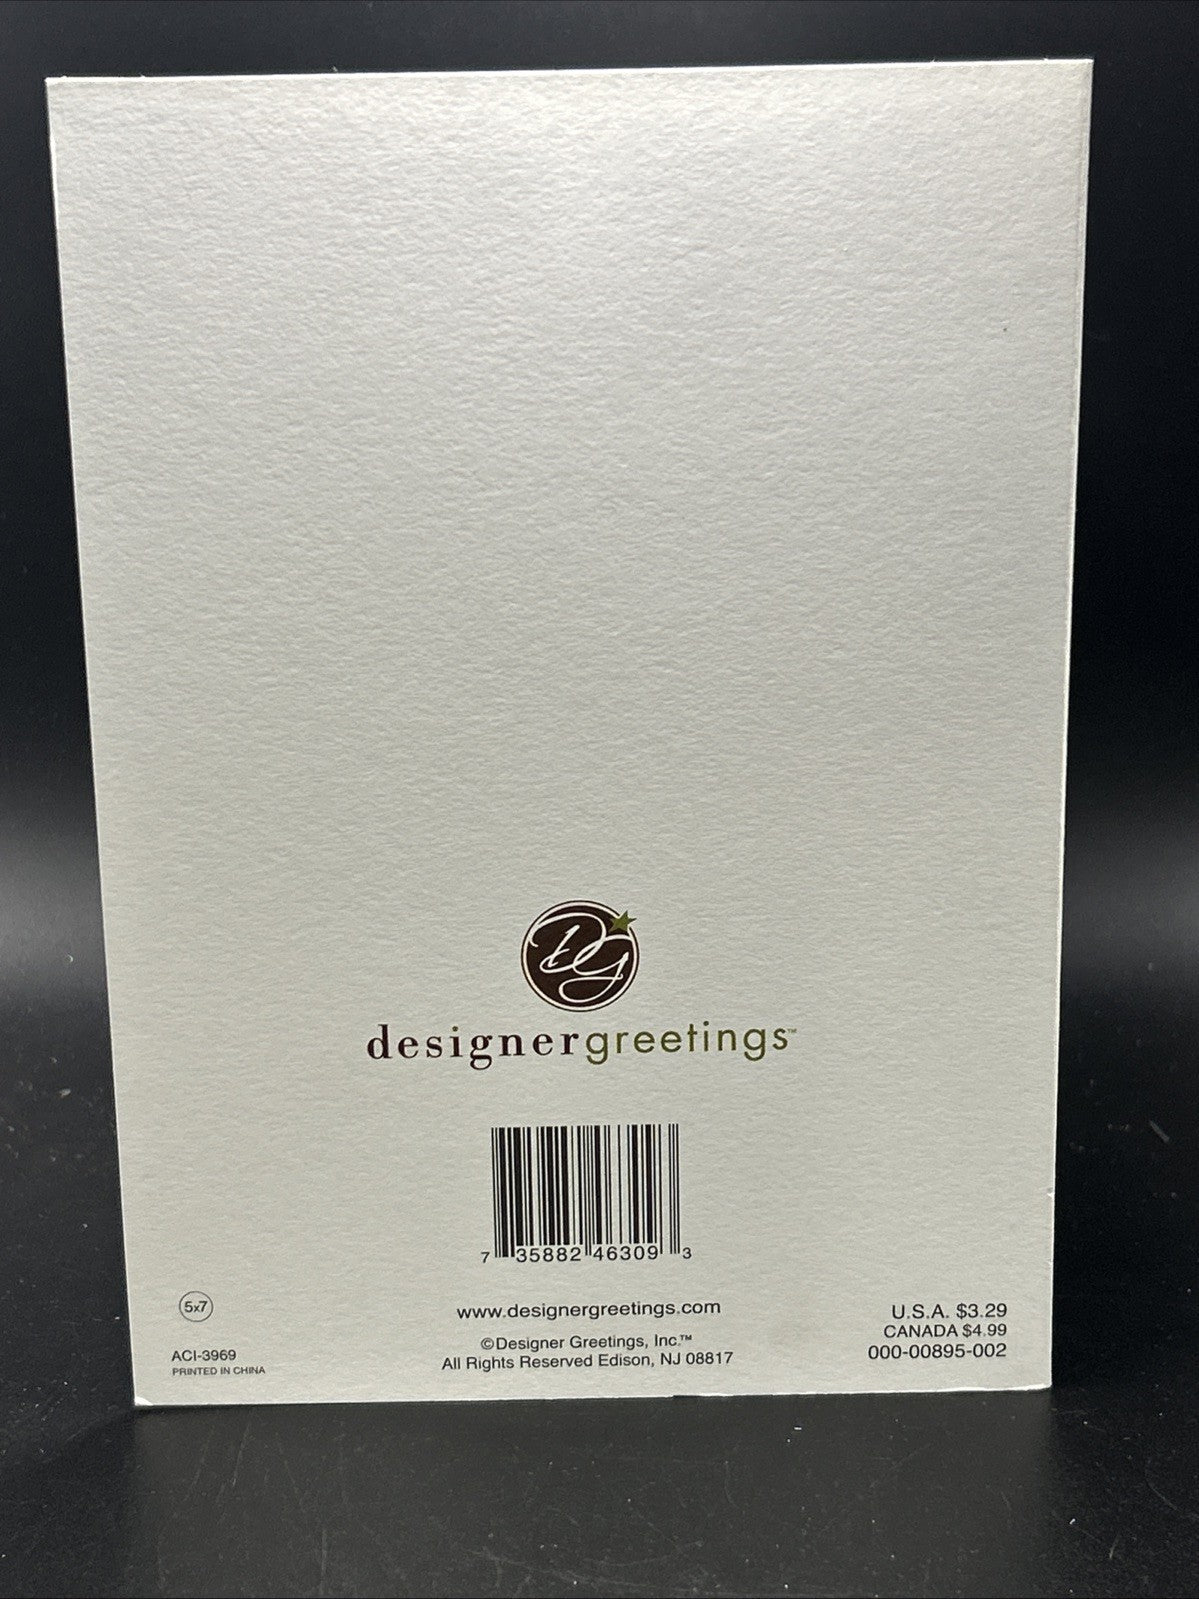 DG
designergreetings™
7 35882 46309 3
5x7
www.designergreetings.com
U.S.A. $3.29
©Designer Greetings, Inc.™
CANADA $4.99
ACI-3969
All Rights Reserved Edison, NJ 08817
000-00895-002
PRINTED IN CHINA